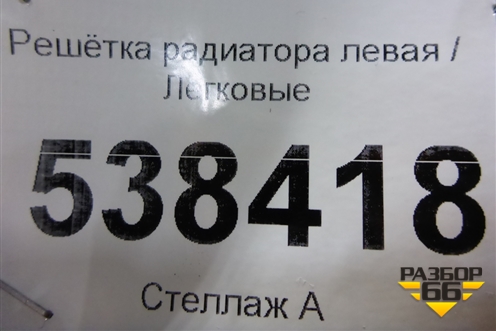 Решётка радиатора левая /
Легковые
538418
Стеллаж А
РАЗБОР
66